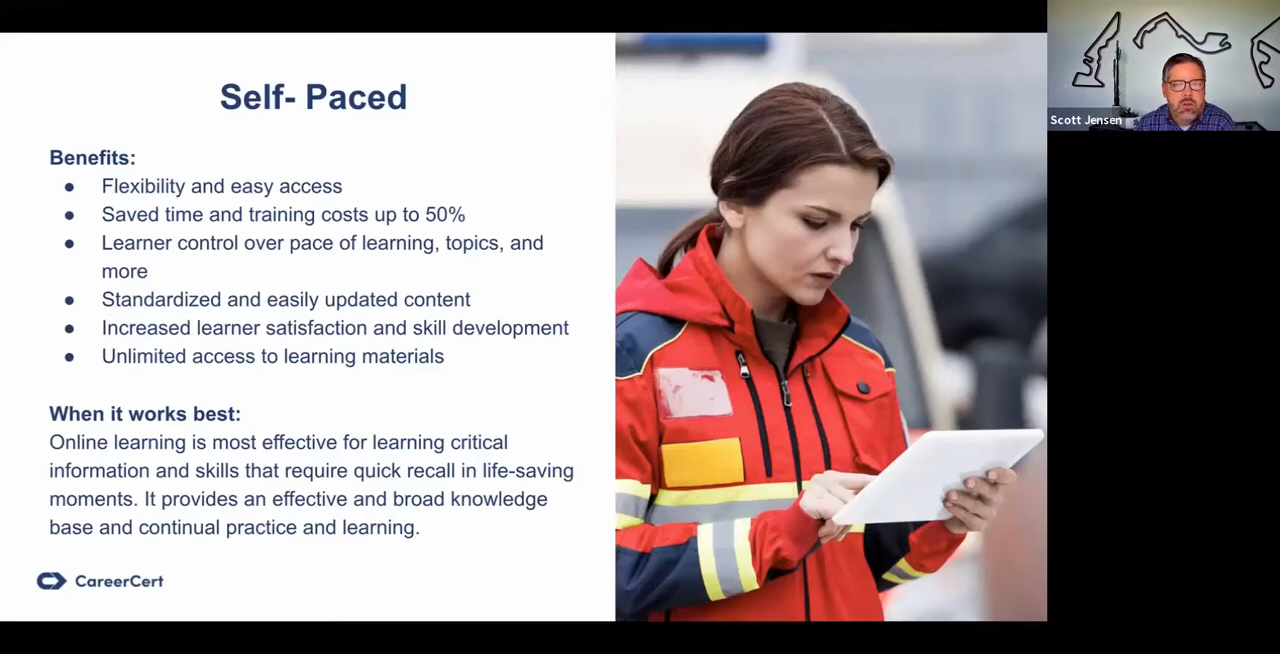 Self- Paced
Benefits:
● Flexibility and easy access
● Saved time and training costs up to 50%
● Learner control over pace of learning, topics, and
more
● Standardized and easily updated content
● Increased learner satisfaction and skill development
● Unlimited access to learning materials
When it works best:
Online learning is most effective for learning critical
information and skills that require quick recall in life-saving
moments. It provides an effective and broad knowledge
base and continual practice and learning.
CareerCert
Scott Jensen